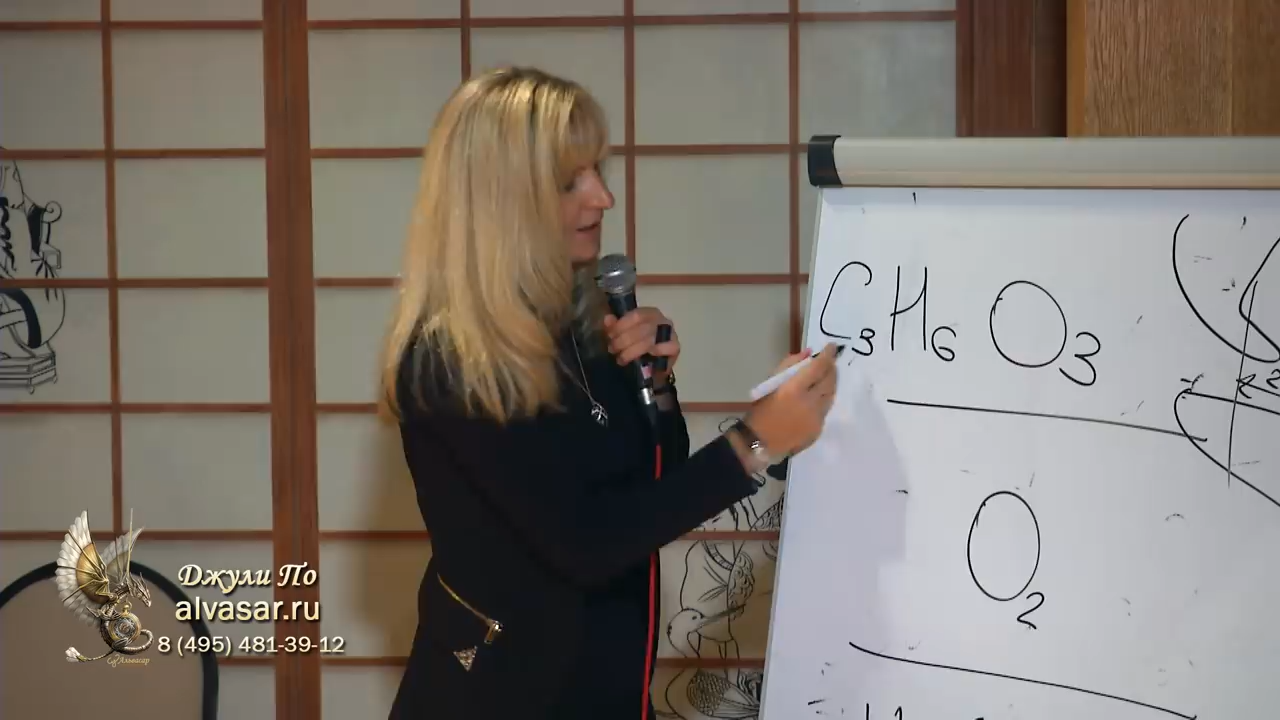 C₃H₆O₃
O₂
Джули По
alvasar.ru
8 (495) 481-39-12